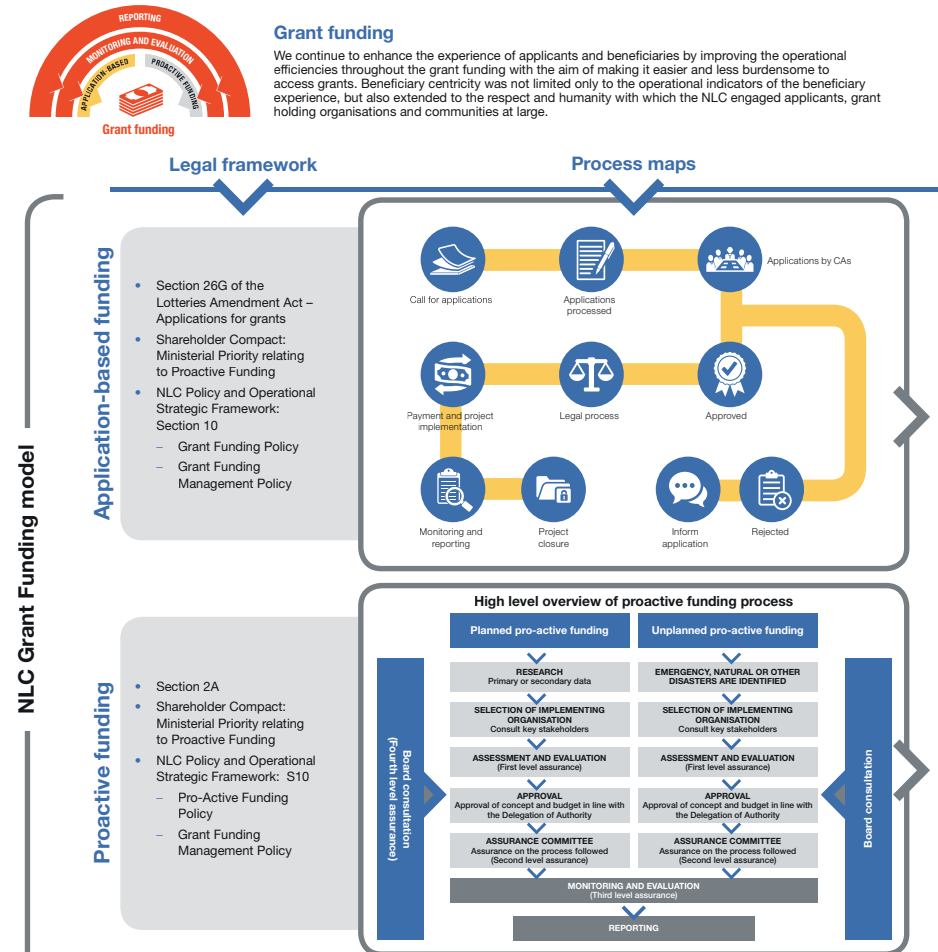 REPORTING
MONITORING AND EVALUATION
APPLICATION-BASED
PROACTIVE FUNDING
Grant funding
Grant funding
We continue to enhance the experience of applicants and beneficiaries by improving the operational
efficiencies throughout the grant funding with the aim of making it easier and less burdensome to
access grants. Beneficiary centricity was not limited only to the operational indicators of the beneficiary
experience, but also extended to the respect and humanity with which the NLC engaged applicants, grant
holding organisations and communities at large.
Legal framework
Process maps
NLC Grant Funding model
Application-based funding
• Section 26G of the
Lotteries Amendment Act –
Applications for grants
• Shareholder Compact:
Ministerial Priority relating
to Proactive Funding
• NLC Policy and Operational
Strategic Framework:
Section 10
– Grant Funding Policy
– Grant Funding
Management Policy
Call for applications
Applications
processed
Applications by CAs
Payment and project
implementation
Legal process
Approved
Monitoring and
reporting
Project
closure
Inform
application
Rejected
Proactive funding
• Section 2A
• Shareholder Compact:
Ministerial Priority relating
to Proactive Funding
• NLC Policy and Operational
Strategic Framework: S10
– Pro-Active Funding
Policy
– Grant Funding
Management Policy
High level overview of proactive funding process
Board consultation
(Fourth level assurance)
Planned pro-active funding
RESEARCH
Primary or secondary data
SELECTION OF IMPLEMENTING
ORGANISATION
Consult key stakeholders
ASSESSMENT AND EVALUATION
(First level assurance)
APPROVAL
Approval of concept and budget in line with
the Delegation of Authority
ASSURANCE COMMITTEE
Assurance on the process followed
(Second level assurance)
Unplanned pro-active funding
EMERGENCY, NATURAL OR OTHER
DISASTERS ARE IDENTIFIED
SELECTION OF IMPLEMENTING
ORGANISATION
Consult key stakeholders
ASSESSMENT AND EVALUATION
(First level assurance)
APPROVAL
Approval of concept and budget in line with
the Delegation of Authority
ASSURANCE COMMITTEE
Assurance on the process followed
(Second level assurance)
Board consultation
MONITORING AND EVALUATION
(Third level assurance)
REPORTING